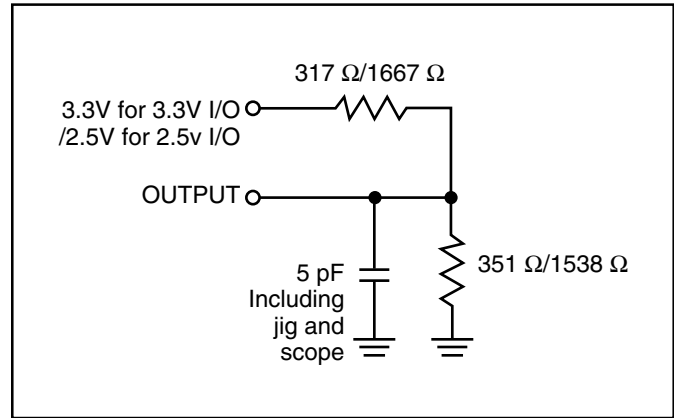 317 Ω/1667 Ω
3.3V for 3.3V I/O
/2.5V for 2.5v I/O
OUTPUT
351 Ω/1538 Ω
5 pF
Including
jig and
scope